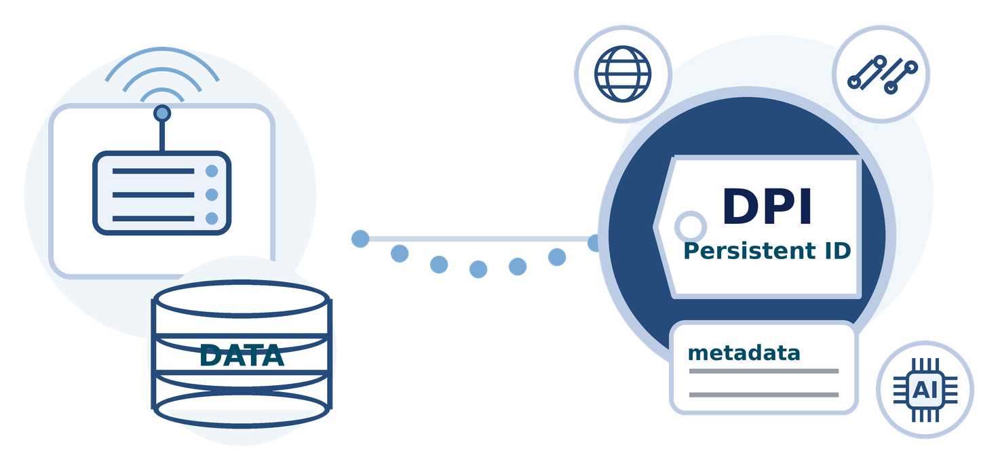 DATA
DPI
Persistent ID
metadata
AI